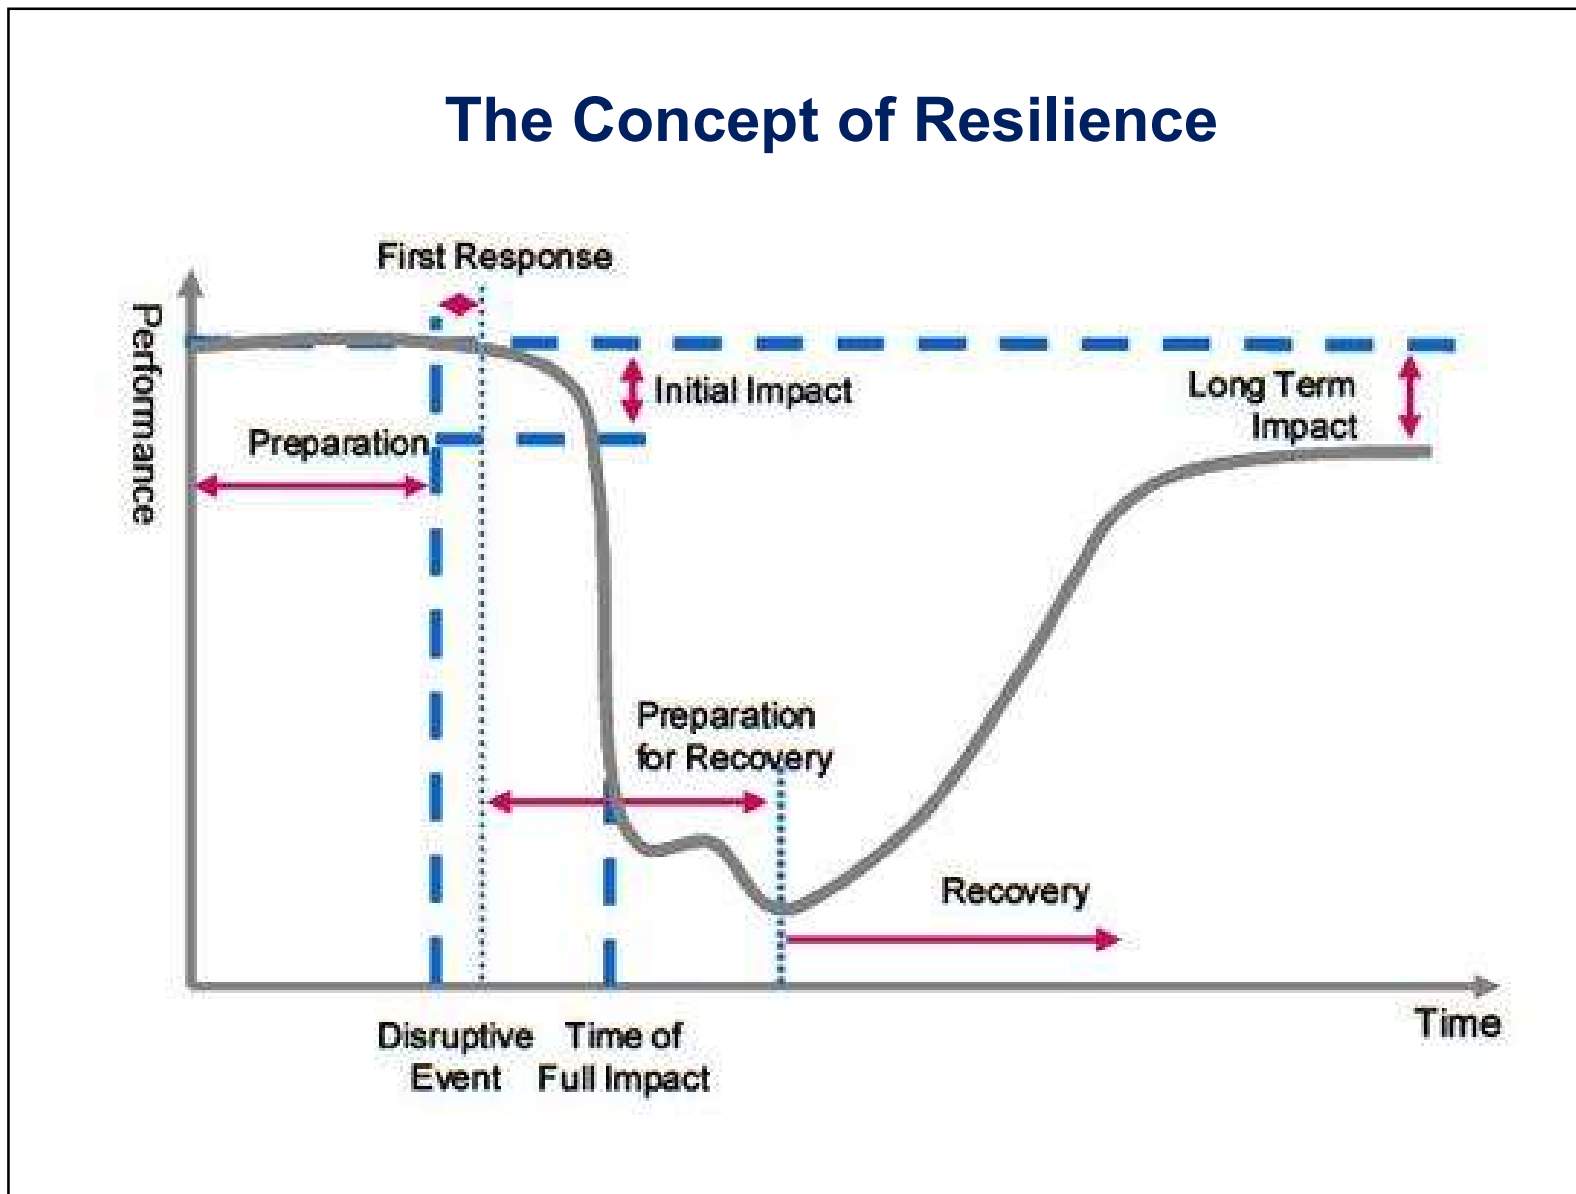 The Concept of Resilience
First Response
Performance
Initial Impact
Long Term
Impact
Preparation
Preparation
for Recovery
Recovery
Time
Disruptive
Event
Time of
Full Impact